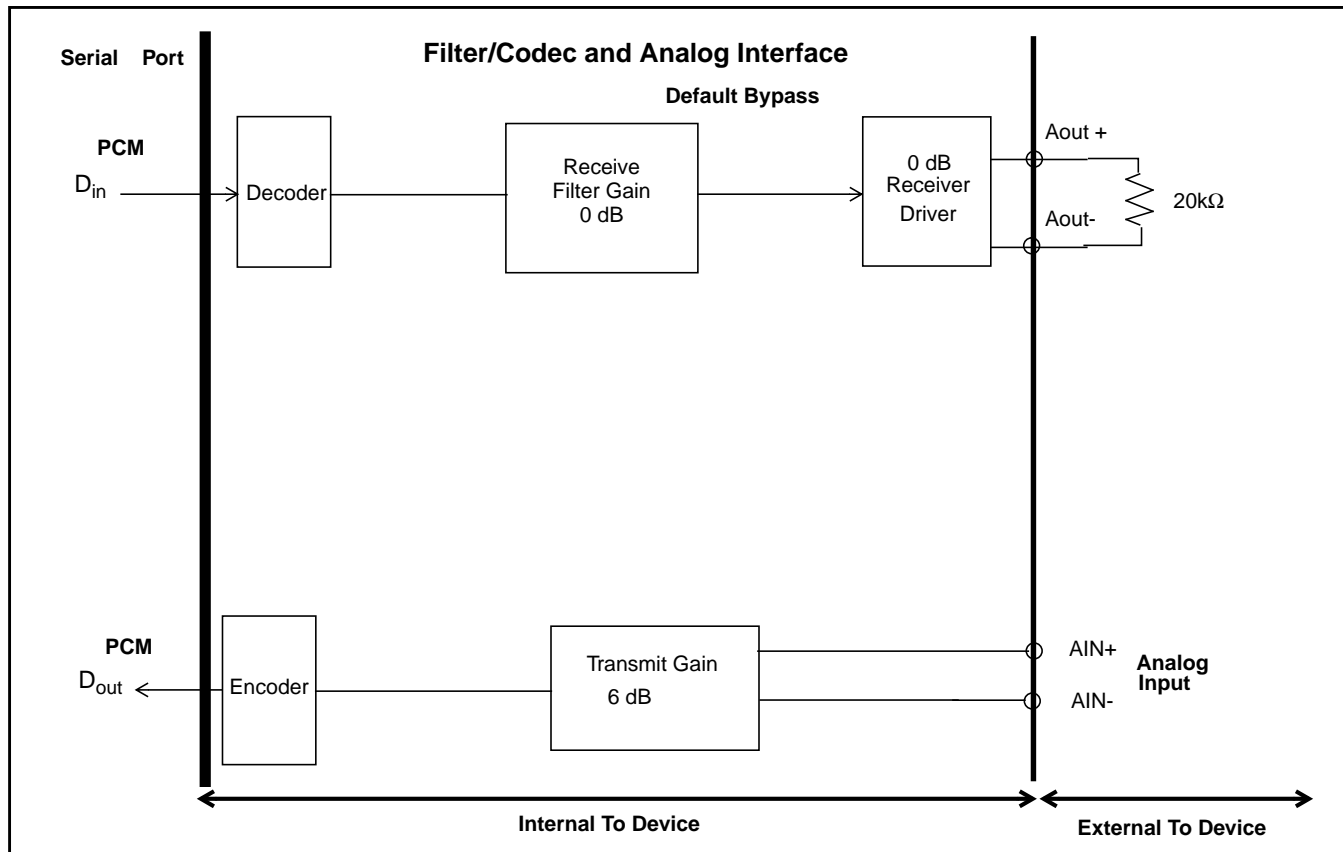 Serial Port
Filter/Codec and Analog Interface
Default Bypass
PCM
Din
Decoder
Receive
Filter Gain
0 dB
0 dB
Receiver
Driver
Aout +
Aout-
20kΩ
PCM
Dout
Encoder
Transmit Gain
6 dB
AIN+
AIN-
Analog
Input
Internal To Device
External To Device